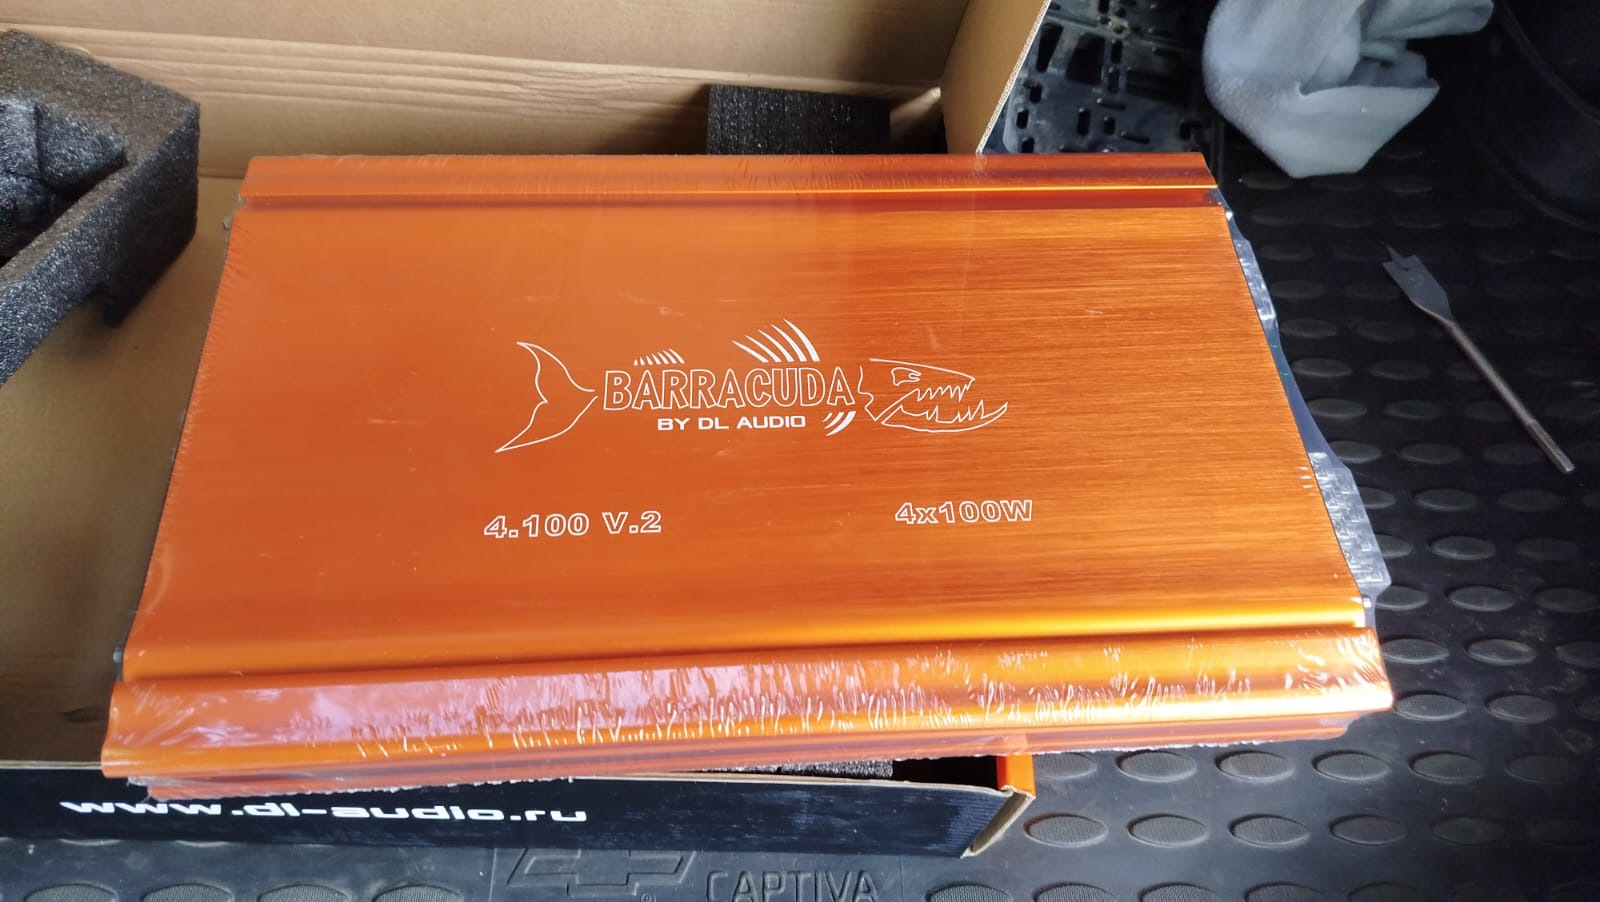 BARRACUDA
BY DL AUDIO
4.100 V.2
4x100W
www.dl-audio.ru
® CAPTIVA